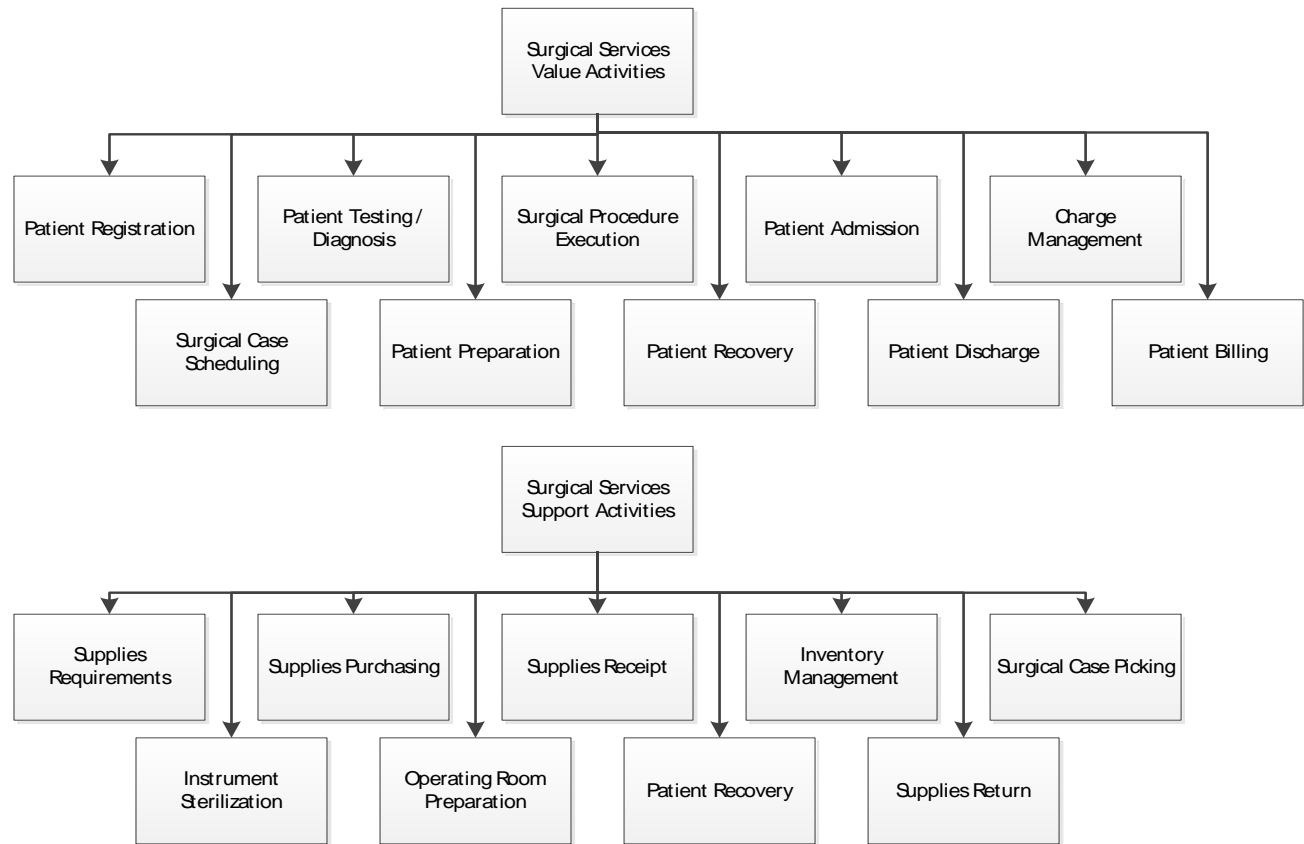 Surgical Services
Value Activities
Patient Registration
Patient Testing /
Diagnosis
Surgical Procedure
Execution
Patient Admission
Charge
Management
Surgical Case
Scheduling
Patient Preparation
Patient Recovery
Patient Discharge
Patient Billing
Surgical Services
Support Activities
Supplies
Requirements
Supplies Purchasing
Supplies Receipt
Inventory
Management
Surgical Case Picking
Instrument
Sterilization
Operating Room
Preparation
Patient Recovery
Supplies Return